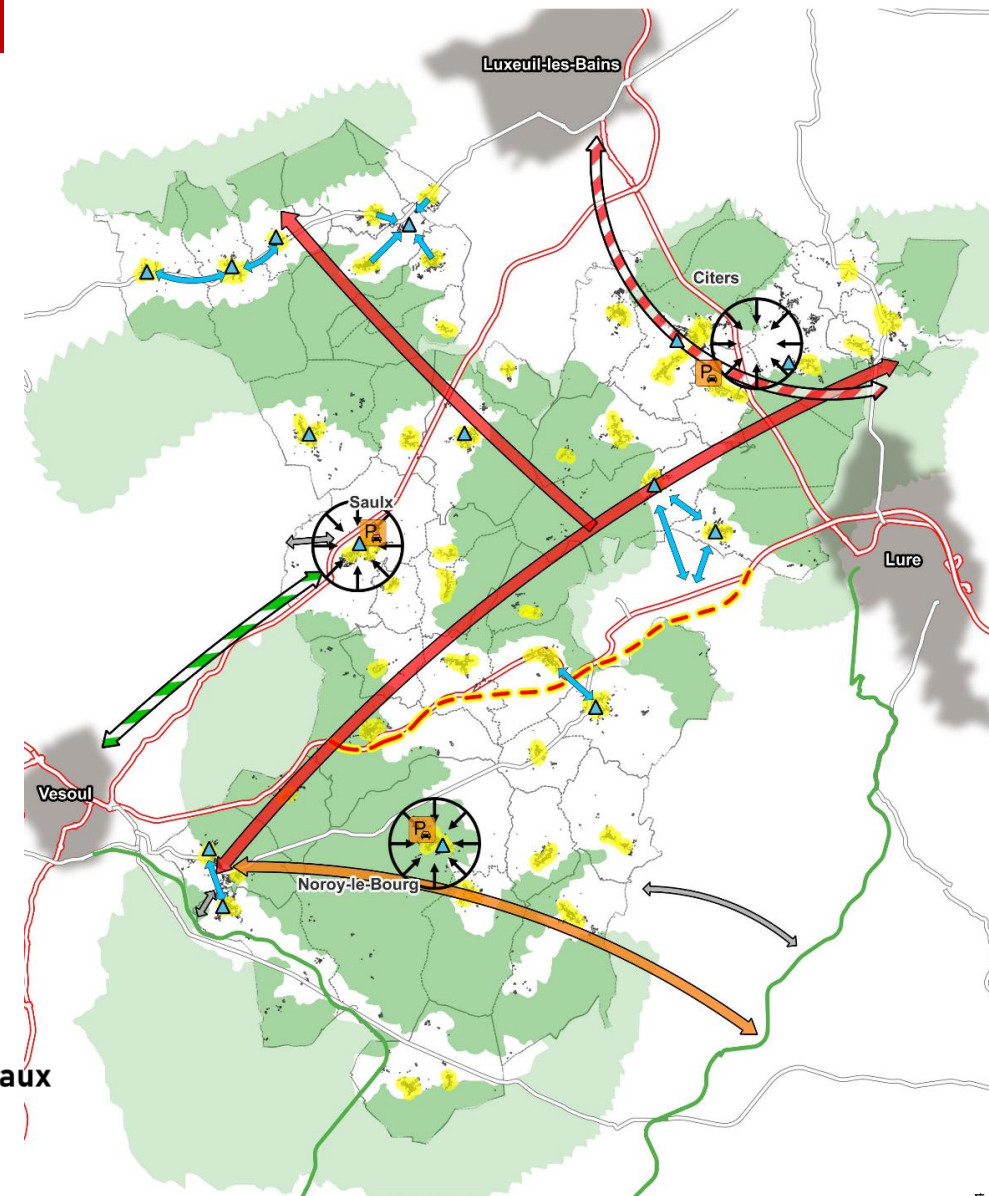 Luxeuil-les-Bains
Citers
P
Saulx
P
Lure
Vesoul
P
Noroy-le-Bourg
aux